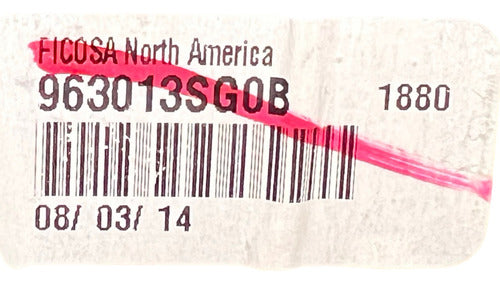 FICOSA North America
963013SG0B 1880
08/ 03/ 14